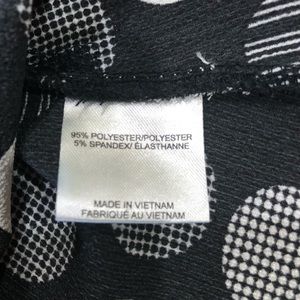 95% POLYESTER/POLYESTER
5% SPANDEX/ ÉLASTHANNE
MADE IN VIETNAM
FABRIQUÉ AU VIETNAM